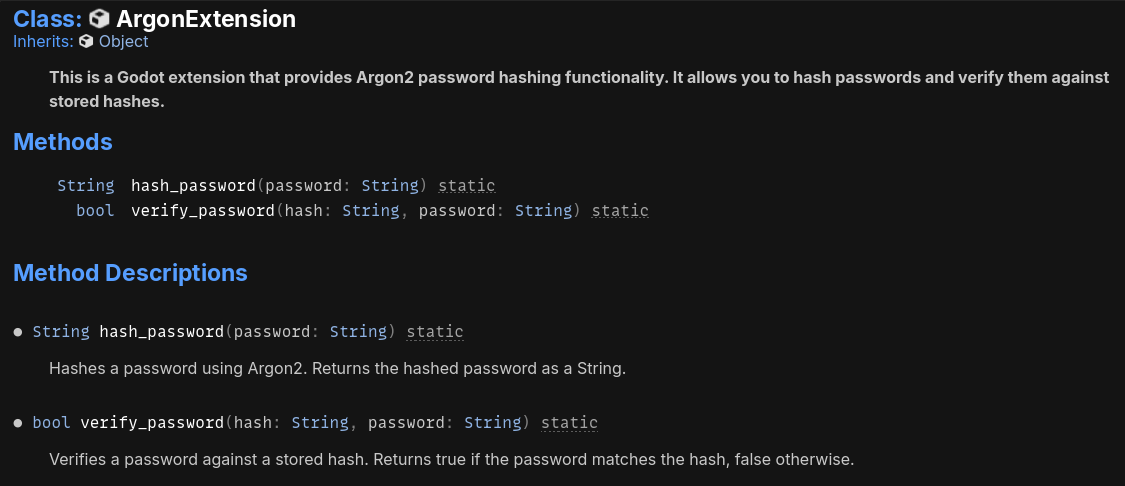 Class: ArgonExtension
Inherits: Object
This is a Godot extension that provides Argon2 password hashing functionality. It allows you to hash passwords and verify them against
stored hashes.
Methods
String hash_password(password: String) static
bool verify_password(hash: String, password: String) static
Method Descriptions
● String hash_password(password: String) static
Hashes a password using Argon2. Returns the hashed password as a String.
● bool verify_password(hash: String, password: String) static
Verifies a password against a stored hash. Returns true if the password matches the hash, false otherwise.